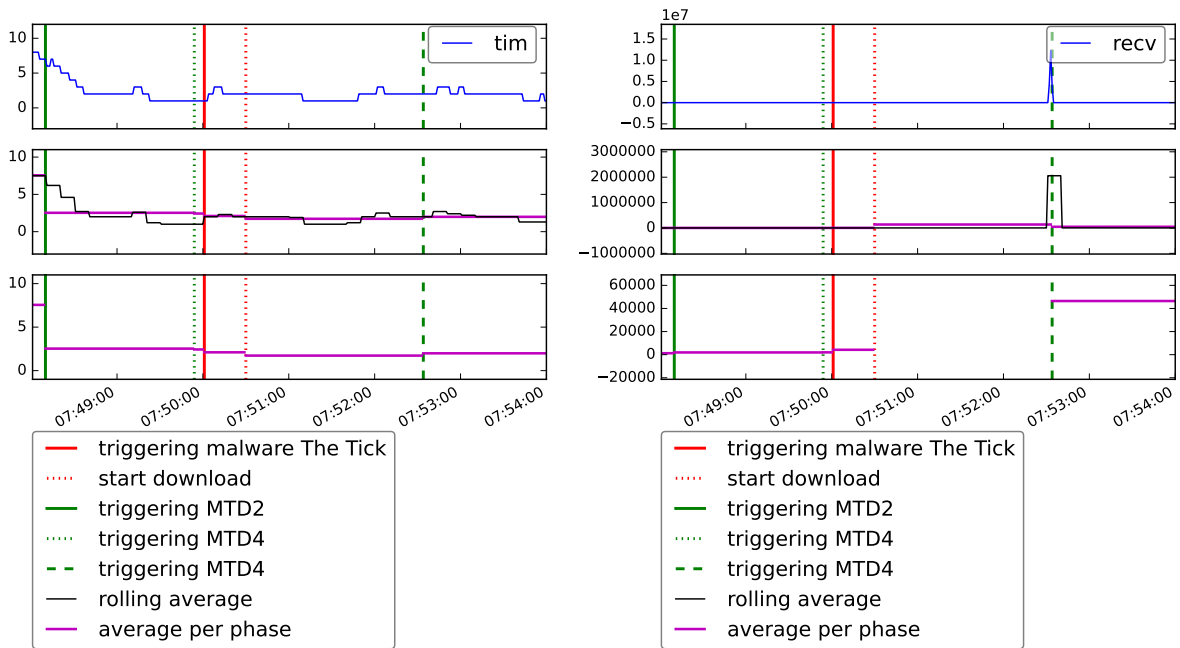 tim
10
5
0
10
5
0
10
5
0
07:49:00
07:50:00
07:51:00
07:52:00
07:53:00
07:54:00
triggering malware The Tick
start download
triggering MTD2
triggering MTD4
triggering MTD4
rolling average
average per phase
1e7
recv
1.5
1.0
0.5
0.0
−0.5
3000000
2000000
1000000
0
−1000000
60000
40000
20000
0
−20000
07:49:00
07:50:00
07:51:00
07:52:00
07:53:00
07:54:00
triggering malware The Tick
start download
triggering MTD2
triggering MTD4
triggering MTD4
rolling average
average per phase